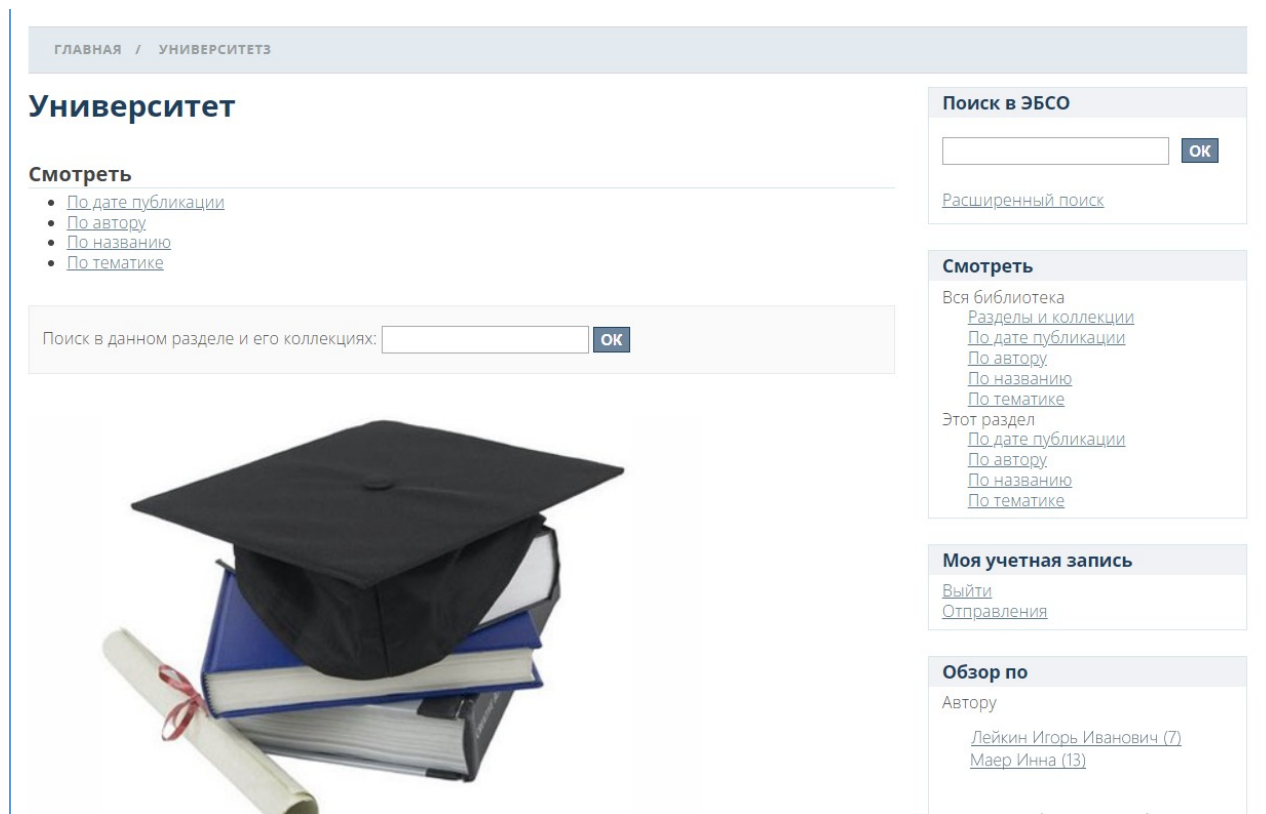 ГЛАВНАЯ / УНИВЕРСИТЕТЗ
Университет
Смотреть
По дате публикации
По автору
По названию
По тематике
Поиск в данном разделе и его коллекциях: ОК
Поиск в ЭБСО
ОК
Расширенный поиск
Смотреть
Вся библиотека
Разделы и коллекции
По дате публикации
По автору
По названию
По тематике
Этот раздел
По дате публикации
По автору
По названию
По тематике
Моя учетная запись
Выйти
Отправления
Обзор по
Автору
Лейкин Игорь Иванович (7)
Маер Инна (13)